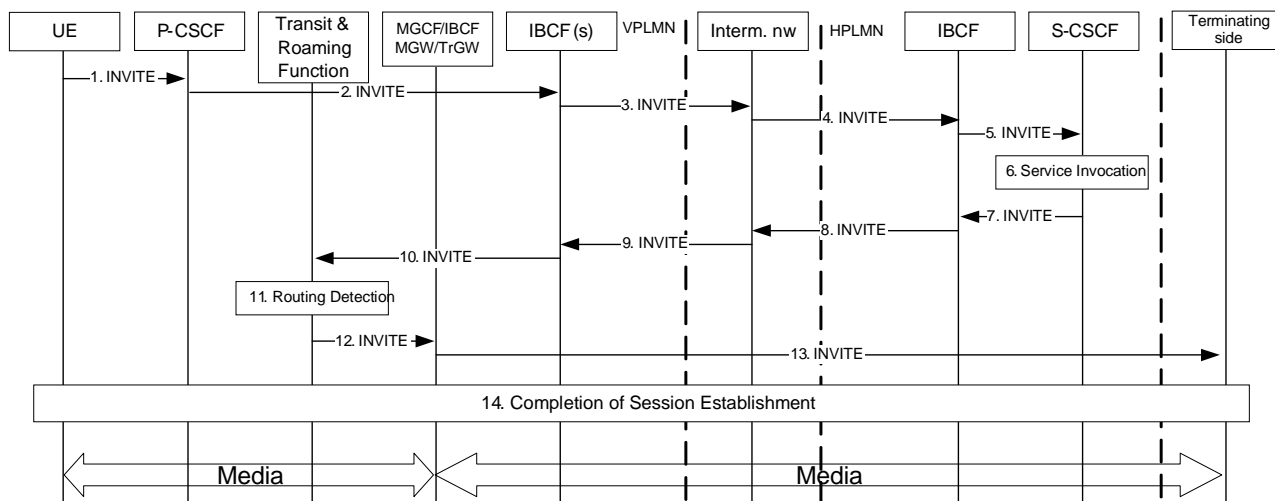 UE
P-CSCF
Transit &
Roaming
Function
MGCF/IBCF
MGW/TrGW
IBCF(s)
VPLMN
Interm. nw
HPLMN
IBCF
S-CSCF
Terminating
side
1. INVITE
2. INVITE
3. INVITE
4. INVITE
5. INVITE
6. Service Invocation
7. INVITE
8. INVITE
9. INVITE
10. INVITE
11. Routing Detection
12. INVITE
13. INVITE
14. Completion of Session Establishment
Media
Media